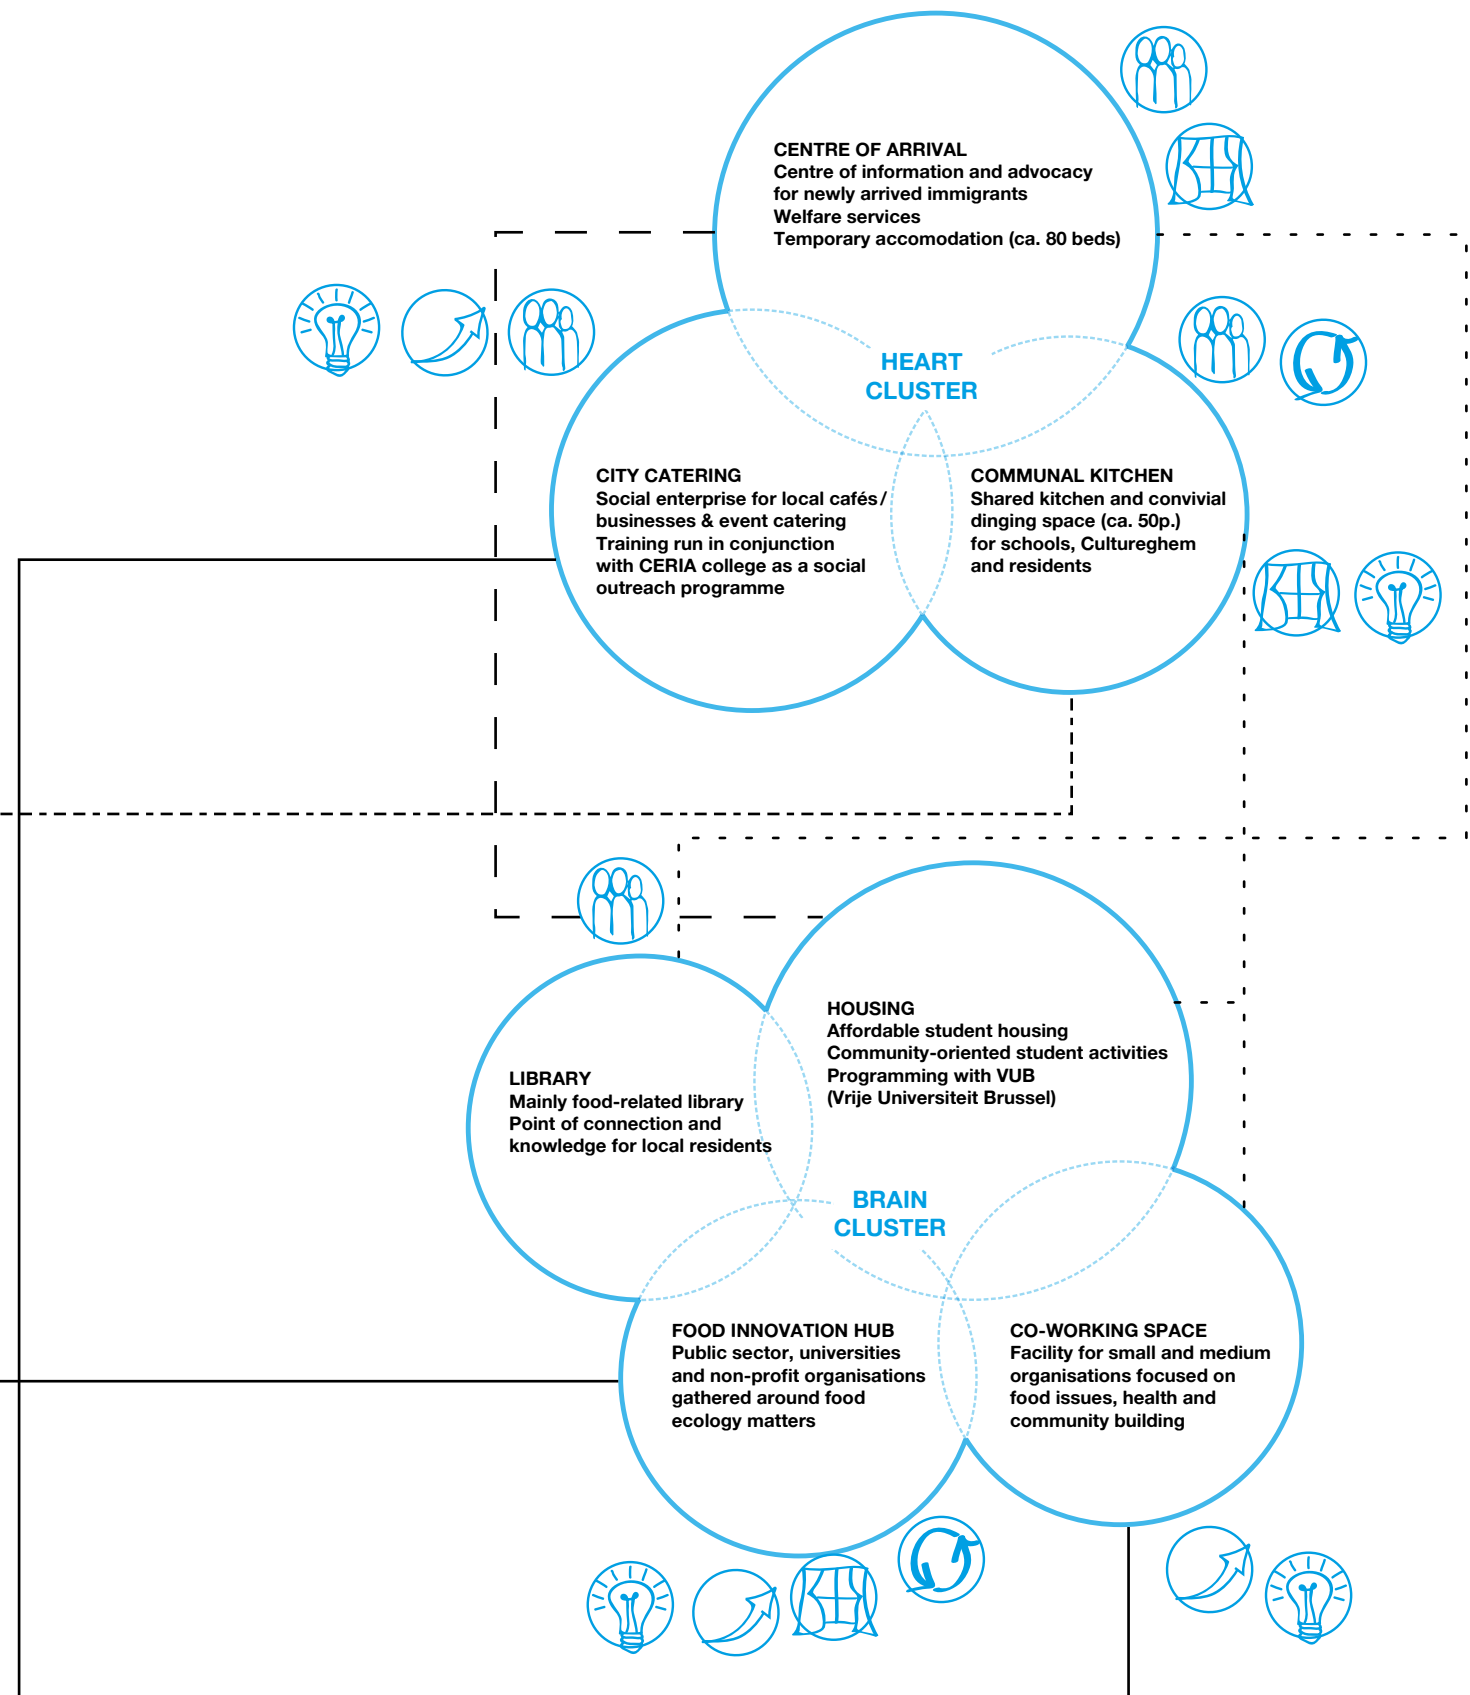 CENTRE OF ARRIVAL
Centre of information and advocacy
for newly arrived immigrants
Welfare services
Temporary accomodation (ca. 80 beds)
HEART
CLUSTER
CITY CATERING
Social enterprise for local cafés/
businesses & event catering
Training run in conjunction
with CERIA college as a social
outreach programme
COMMUNAL KITCHEN
Shared kitchen and convivial
dinging space (ca. 50p.)
for schools, Cultureghem
and residents
HOUSING
Affordable student housing
Community-oriented student activities
Programming with VUB
(Vrije Universiteit Brussel)
LIBRARY
Mainly food-related library
Point of connection and
knowledge for local residents
BRAIN
CLUSTER
FOOD INNOVATION HUB
Public sector, universities
and non-profit organisations
gathered around food
ecology matters
CO-WORKING SPACE
Facility for small and medium
organisations focused on
food issues, health and
community building